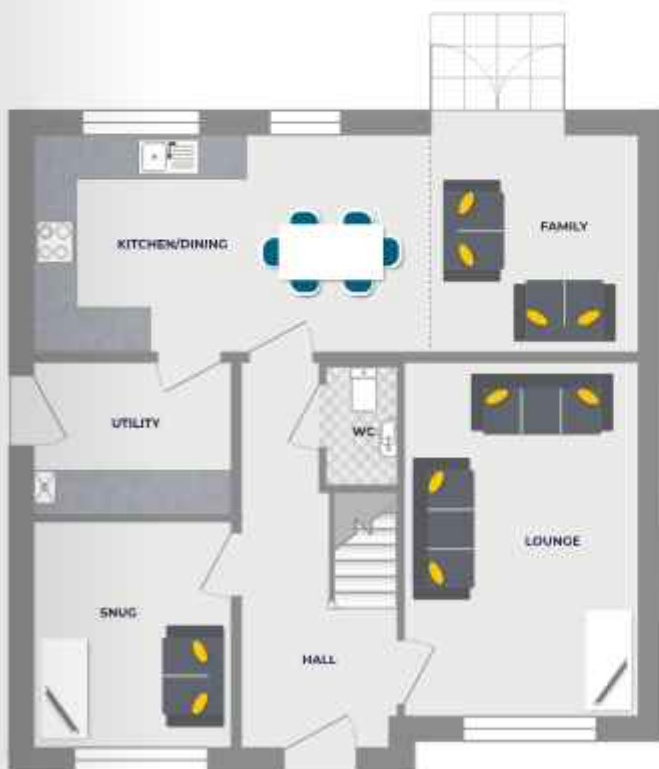 KITCHEN/DINING
FAMILY
UTILITY
WC
LOUNGE
SNUG
HALL